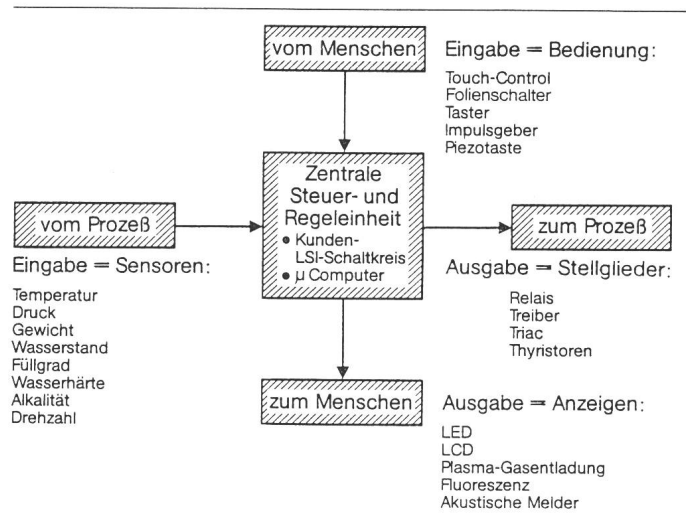 vom Menschen
Eingabe = Bedienung:
Touch-Control
Folienschalter
Taster
Impulsgeber
Piezotaste
Zentrale
Steuer- und
Regeleinheit
• Kunden-
LSI-Schaltkreis
• µ Computer
vom Prozeß
Eingabe = Sensoren:
Temperatur
Druck
Gewicht
Wasserstand
Füllgrad
Wasserhärte
Alkalität
Drehzahl
zum Prozeß
Ausgabe = Stellglieder:
Relais
Treiber
Triac
Thyristoren
zum Menschen
Ausgabe = Anzeigen:
LED
LCD
Plasma-Gasentladung
Fluoreszenz
Akustische Melder